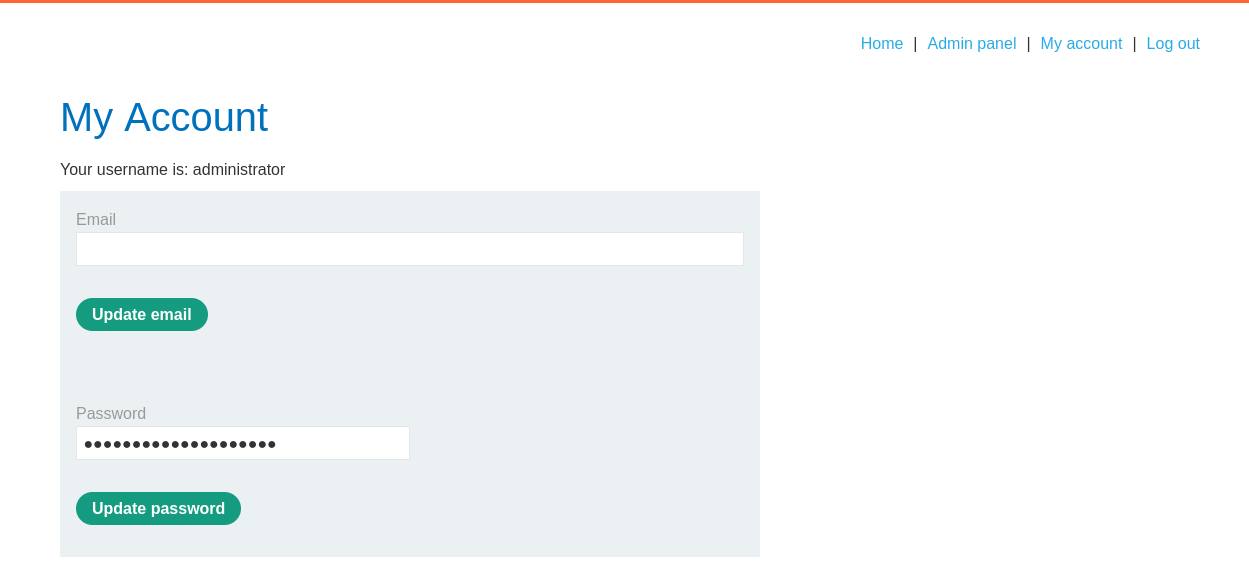 Home | Admin panel | My account | Log out
My Account
Your username is: administrator
Email
Update email
Password
●●●●●●●●●●●●●●●●●●●●
Update password